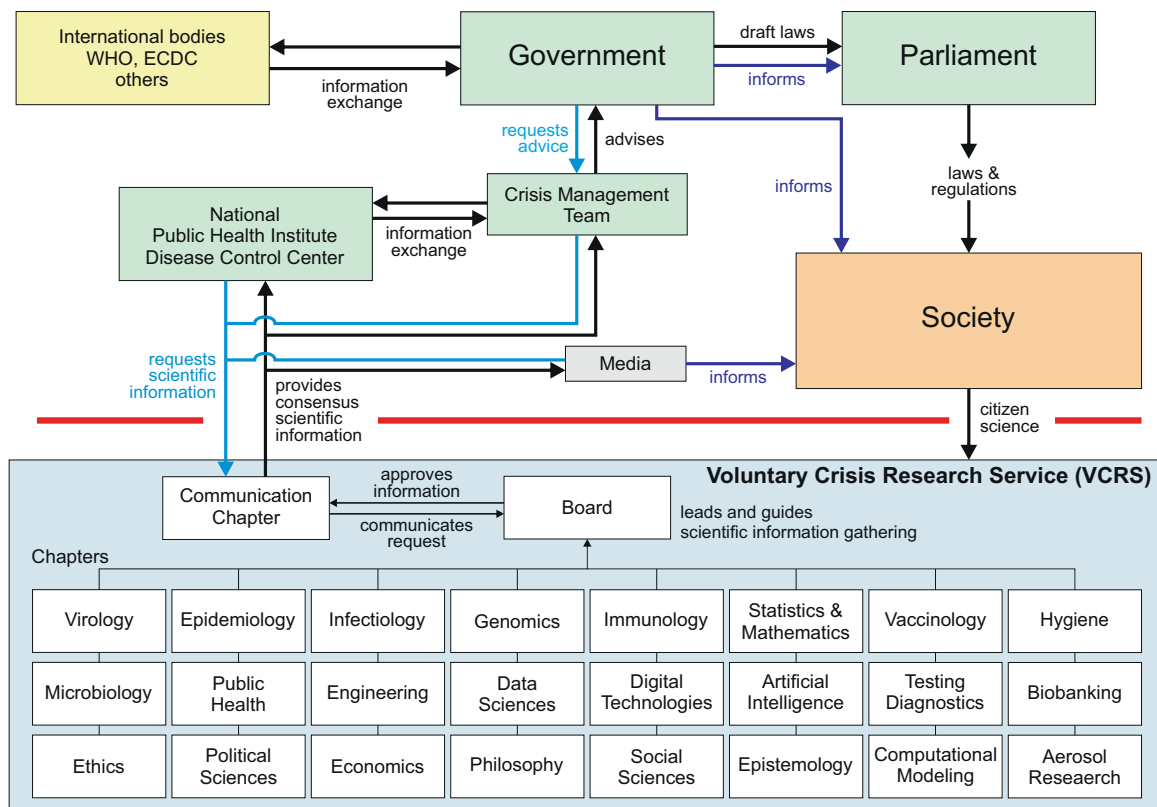 International bodies
WHO, ECDC
others
information
exchange
Government
draft laws
informs
Parliament
requests
advice
advises
informs
laws &
regulations
National
Public Health Institute
Disease Control Center
information
exchange
Crisis Management
Team
Society
requests
scientific
information
provides
consensus
scientific
information
Media
informs
citizen
science
Voluntary Crisis Research Service (VCRS)
Communication
Chapter
approves
information
communicates
request
Board
leads and guides
scientific information gathering
Chapters
Virology
Epidemiology
Infectiology
Genomics
Immunology
Statistics &
Mathematics
Vaccinology
Hygiene
Microbiology
Public
Health
Engineering
Data
Sciences
Digital
Technologies
Artificial
Intelligence
Testing
Diagnostics
Biobanking
Ethics
Political
Sciences
Economics
Philosophy
Social
Sciences
Epistemology
Computational
Modeling
Aerosol
Reseaerch